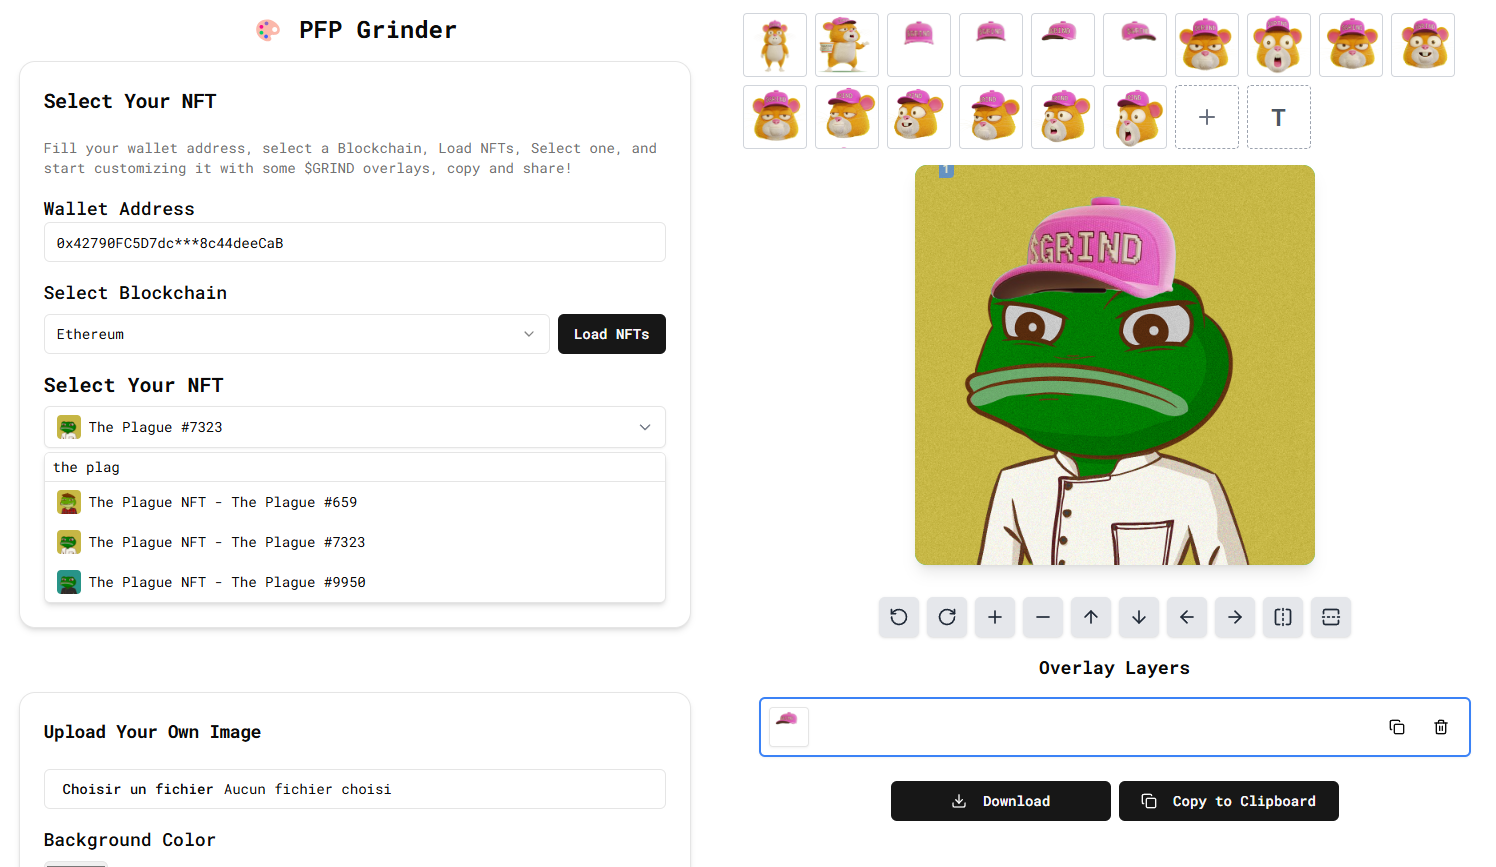 PFP Grinder
Select Your NFT
Fill your wallet address, select a Blockchain, Load NFTs, Select one, and
start customizing it with some $GRIND overlays, copy and share!
Wallet Address
0x42790FC5D7dc***8c44deeCaB
Select Blockchain
Ethereum
Load NFTs
Select Your NFT
The Plague #7323
the plag
The Plague NFT - The Plague #659
The Plague NFT - The Plague #7323
The Plague NFT - The Plague #9950
Upload Your Own Image
Choisir un fichier Aucun fichier choisi
Background Color
T
$GRIND
Overlay Layers
Download
Copy to Clipboard